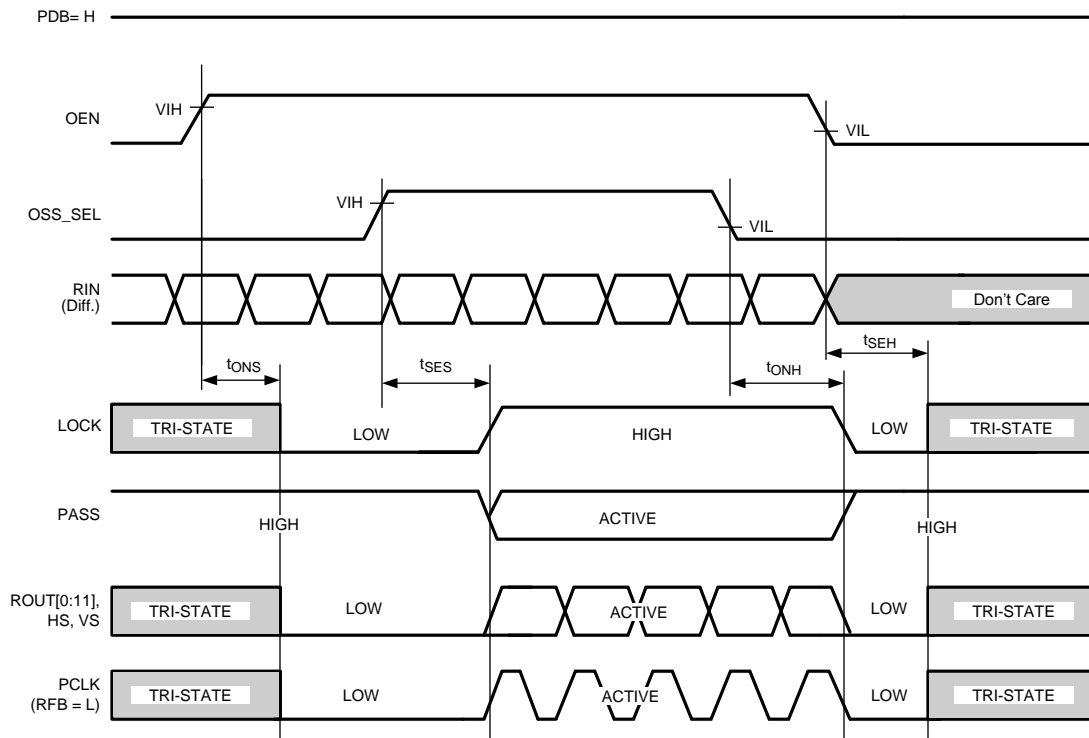 PDB= H
VIH
OEN
VIL
VIH
OSS_SEL
VIL
RIN
(Diff.)
Don't Care
tONS
tSES
tONH
tSEH
LOCK
TRI-STATE
LOW
HIGH
LOW
TRI-STATE
PASS
HIGH
ACTIVE
HIGH
ROUT[0:11],
HS, VS
TRI-STATE
LOW
ACTIVE
LOW
TRI-STATE
PCLK
(RFB = L)
TRI-STATE
LOW
ACTIVE
LOW
TRI-STATE